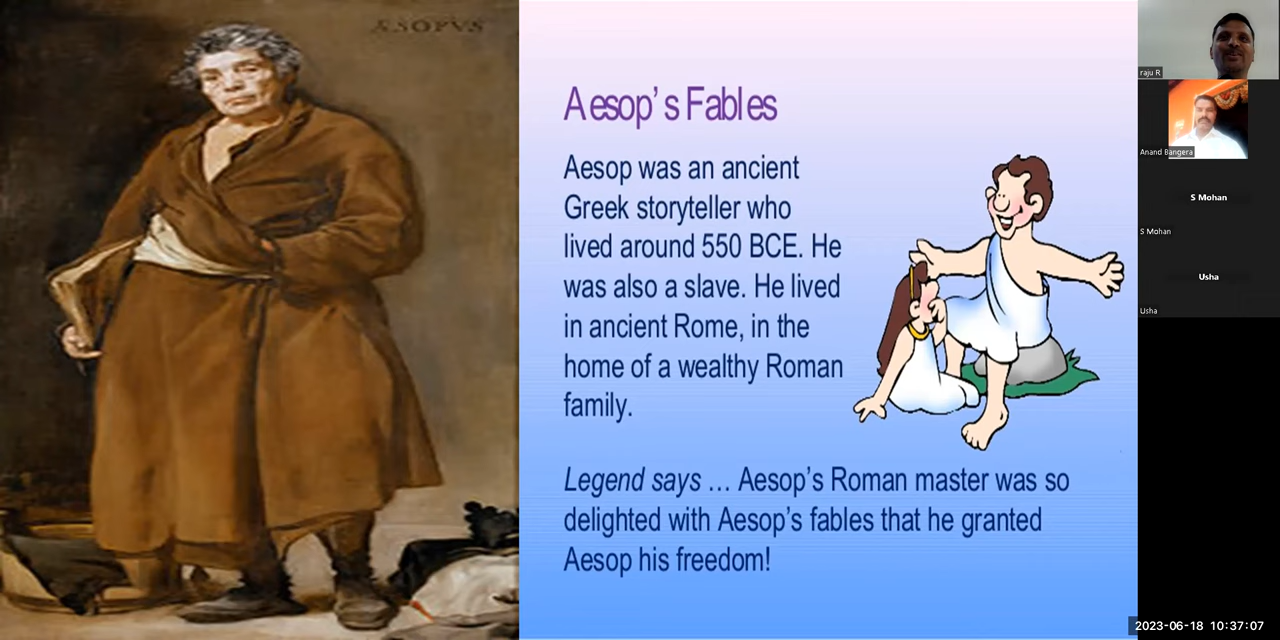 ÆSOPVS
Aesop's Fables
Aesop was an ancient
Greek storyteller who
lived around 550 BCE. He
was also a slave. He lived
in ancient Rome, in the
home of a wealthy Roman
family.
Legend says … Aesop's Roman master was so
delighted with Aesop's fables that he granted
Aesop his freedom!
raju R
Anand Bangera
S Mohan
S Mohan
Usha
Usha
2023-06-18 10:37:07